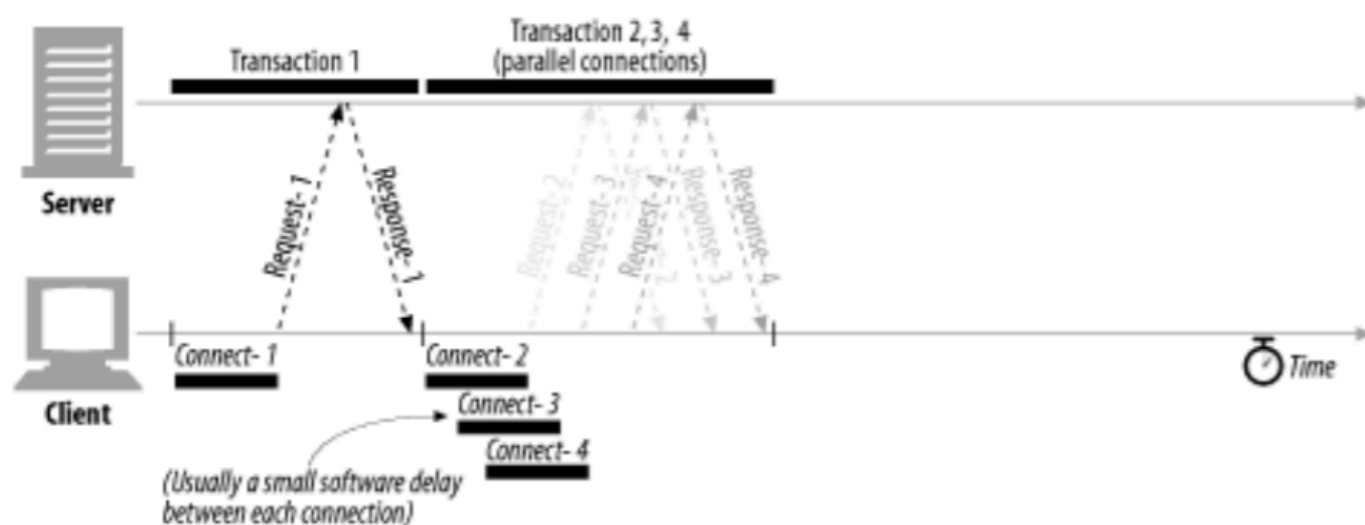 Transaction 1
Transaction 2, 3, 4
(parallel connections)
Server
Request- 1
Response- 1
Request- 2
Request- 3
Request- 4
2
Response- 3
Response- 4
Connect- 1
Connect- 2
Connect- 3
Connect- 4
Time
Client
(Usually a small software delay
between each connection)